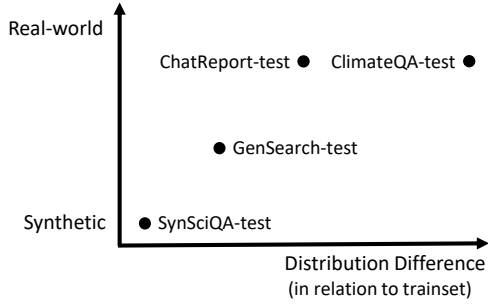 Real-world
ChatReport-test
ClimateQA-test
GenSearch-test
Synthetic
SynSciQA-test
Distribution Difference
(in relation to trainset)